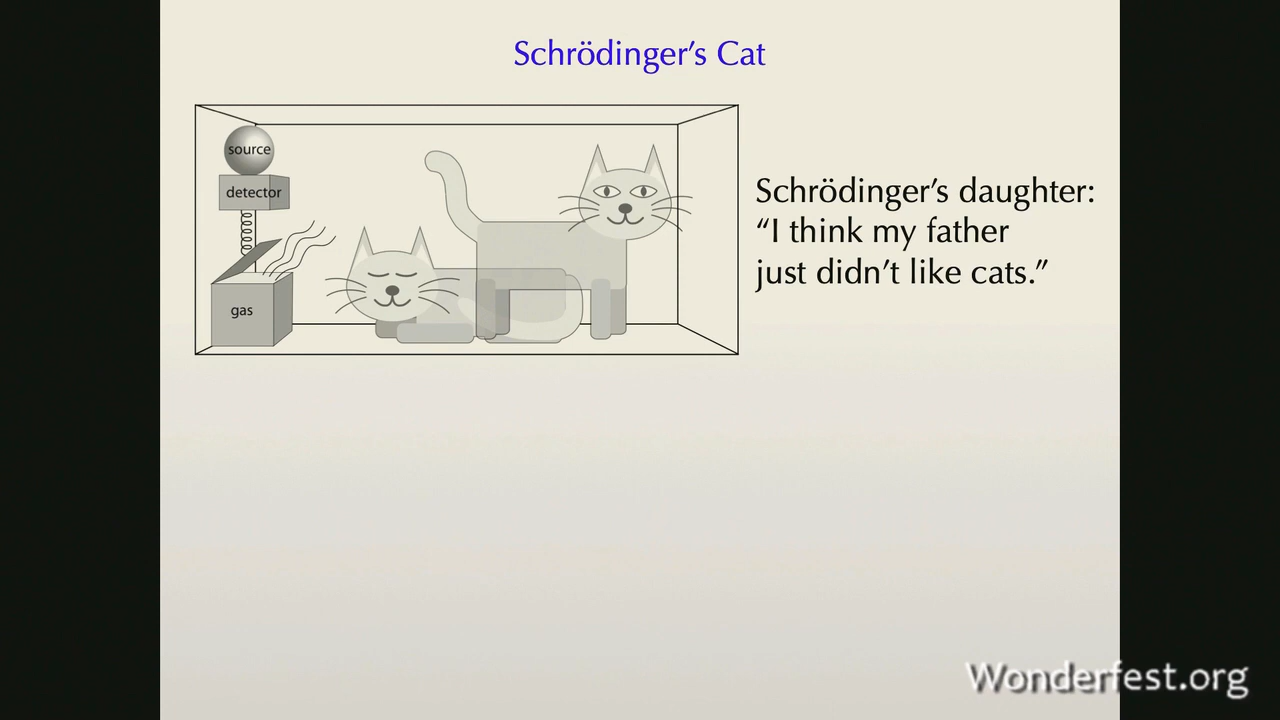 Schrödinger’s Cat
source
detector
gas
Schrödinger’s daughter:
“I think my father
just didn’t like cats.”
Wonderfest.org